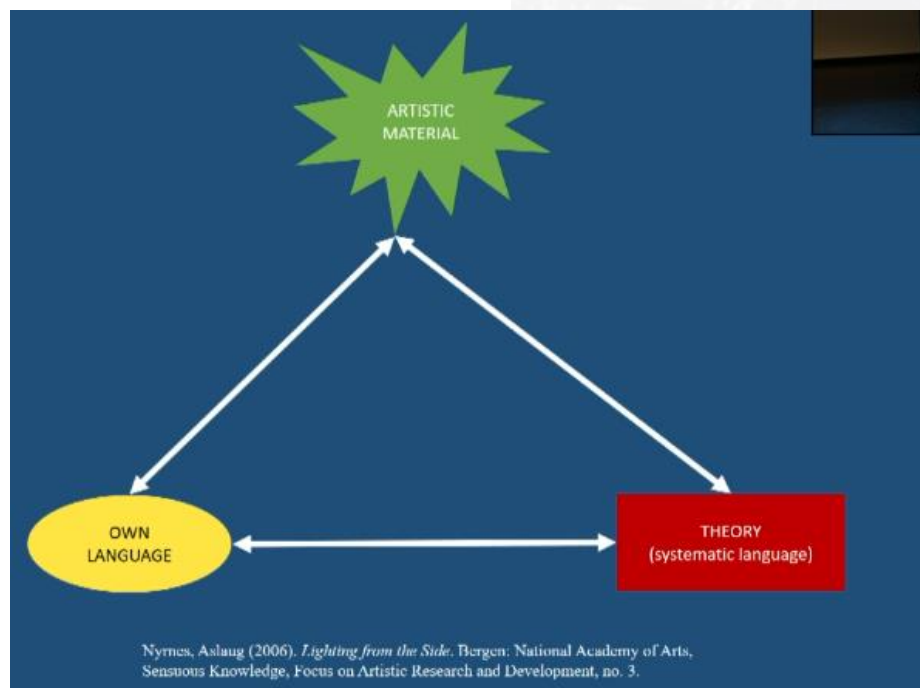 ARTISTIC
MATERIAL
OWN
LANGUAGE
THEORY
(systematic language)
Nyrnes, Aslaug (2006). Lighting from the Side. Bergen: National Academy of Arts,
Sensuous Knowledge, Focus on Artistic Research and Development, no. 3.